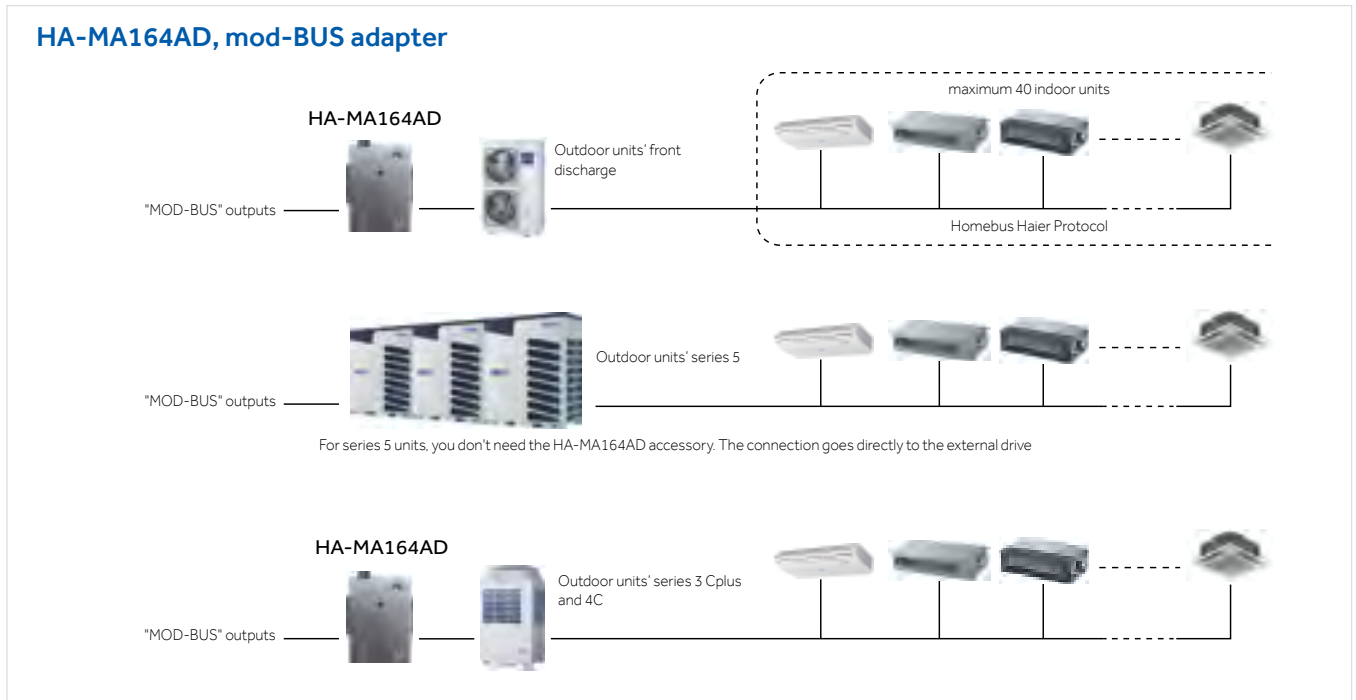 HA-MA164AD, mod-BUS adapter
maximum 40 indoor units
HA-MA164AD
Outdoor units' front
discharge
"MOD-BUS" outputs
Homebus Haier Protocol
Outdoor units' series 5
"MOD-BUS" outputs
For series 5 units, you don't need the HA-MA164AD accessory. The connection goes directly to the external drive
HA-MA164AD
Outdoor units' series 3 Cplus
and 4C
"MOD-BUS" outputs